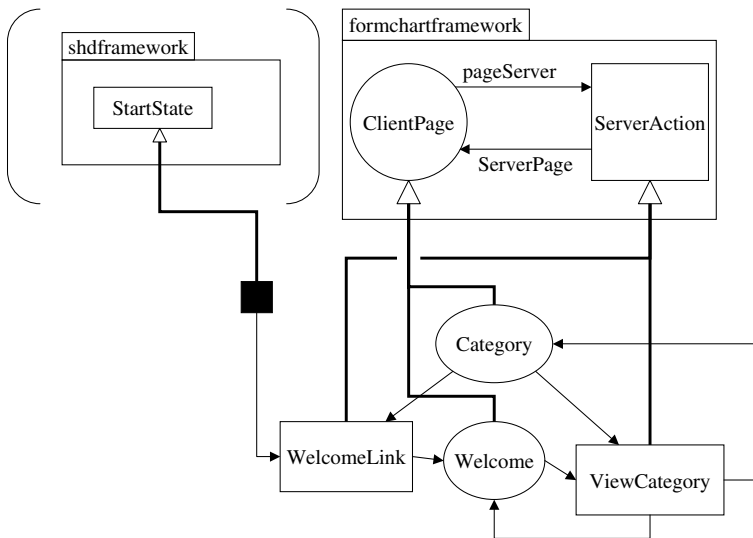 formchartframework
shdframework
StartState
pageServer
ClientPage
ServerAction
ServerPage
Category
WelcomeLink
Welcome
ViewCategory